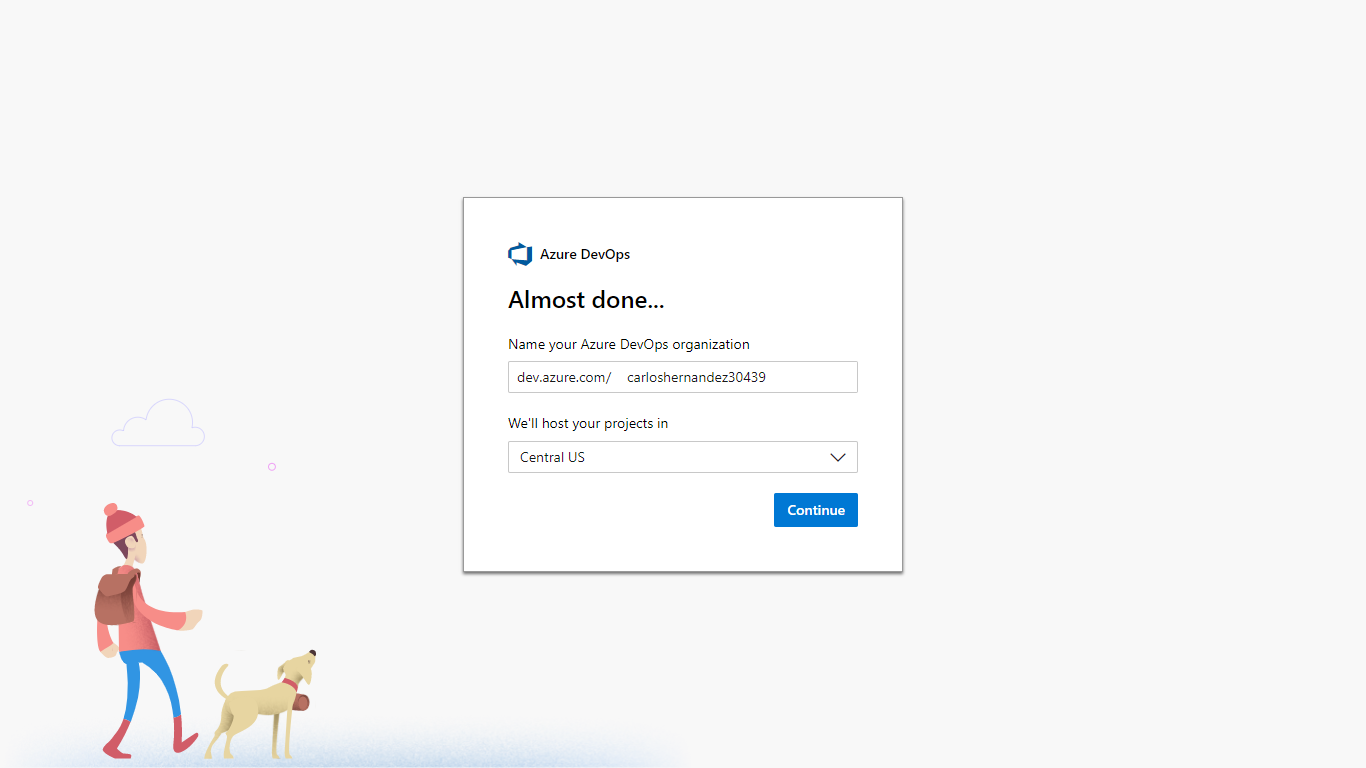 Azure DevOps
Almost done...
Name your Azure DevOps organization
dev.azure.com/ carloshernandez30439
We'll host your projects in
Central US
Continue